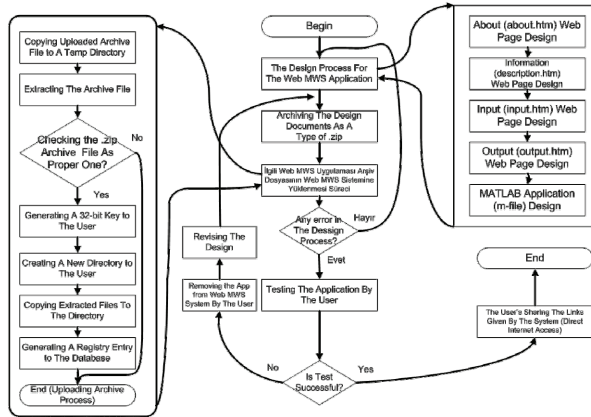 Copying Uploaded Archive
File To A Temp Directory
Extracting The Archive File
Checking the .zip
Archive File As
Proper One?
No
Yes
Generating A 32-bit Key to
The User
Creating A New Directory to
The User
Copying Extracted Files To
The Directory
Generating A Registry Entry
to The Database
End (Uploading Archive
Process)
Begin
The Design Process For
The Web MWS Application
Archiving The Design
Documents As A
Type of .zip
İlgili Web MWS Uygulaması Arşiv
Dosyasının Web MWS Sistemine
Yüklenmesi Süreci
Any error in
The Dessign
Process?
Hayır
Evet
Revising The
Design
Removing the App
from Web MWS
System By The User
Testing The Application By
The User
No
Is Test
Successful?
Yes
About (about.htm) Web
Page Design
Information
(description.htm)
Web Page Design
Input (input.htm) Web
Page Design
Output (output.htm)
Web Page Design
MATLAB Application
(m-file) Design
End
The User's Sharing The Links
Given By The System (Direct
Internet Access)